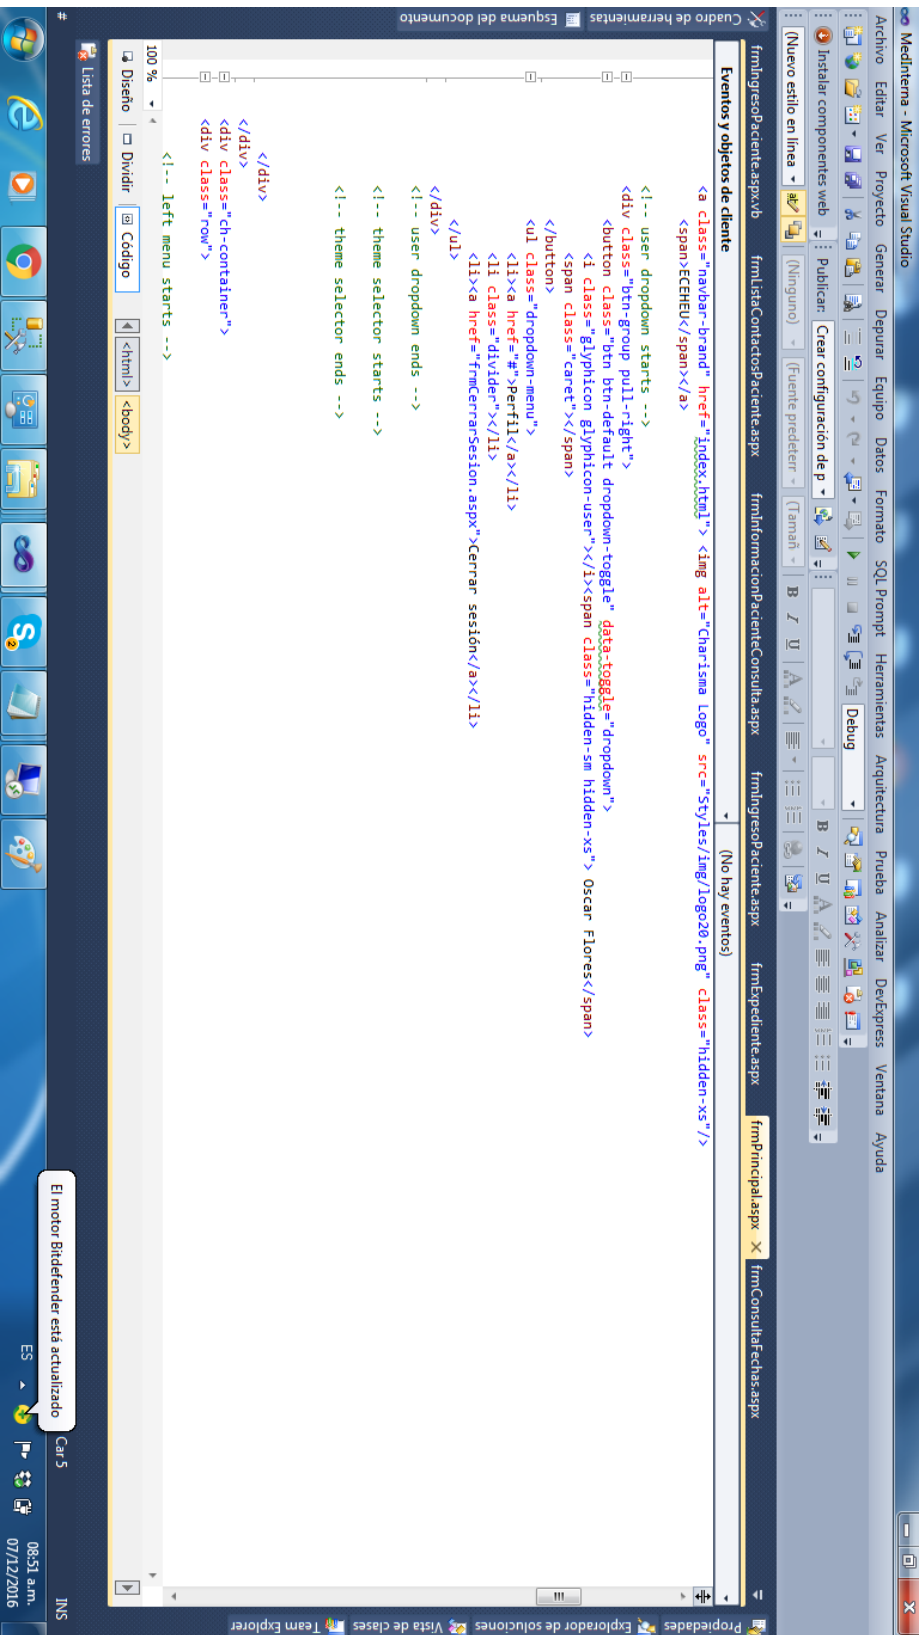 MedInterna - Microsoft Visual Studio
Archivo Editar Ver Proyecto Generar Depurar Equipo Datos Formato SQL Prompt Herramientas Arquitectura Prueba Analizar DevExpress Ventana Ayuda
Debug
Instalar componentes web Publicar: Crear configuración de p
(Nuevo estilo en línea (Ninguno) (Fuente predeterr (Tamañ
frmIngresoPaciente.aspx.vb frmListaContactosPaciente.aspx frmInformacionPacienteConsulta.aspx frmIngresoPaciente.aspx frmExpediente.aspx frmPrincipal.aspx frmConsultaFechas.aspx
Eventos y objetos de cliente (No hay eventos)
<a class="navbar-brand" href="index.html"> <img alt="Charisma Logo" src="Styles/img/logo20.png" class="hidden-xs"/>
<span>ECEHEU</span></a>
<!-- user dropdown starts -->
<div class="btn-group pull-right">
<button class="btn btn-default dropdown-toggle" data-toggle="dropdown">
<i class="glyphicon glyphicon-user"></i><span class="hidden-sm hidden-xs"> Oscar Flores</span>
<span class="caret"></span>
</button>
<ul class="dropdown-menu">
<li><a href="#">Perfil</a></li>
<li class="divider"></li>
<li><a href="frmCerrarSesion.aspx">Cerrar sesión</a></li>
</ul>
</div>
<!-- user dropdown ends -->
<!-- theme selector starts -->
<!-- theme selector ends -->
</div>
</div>
<div class="ch-container">
<div class="row">
<!-- left menu starts -->
100 %
Diseño Dividir Código <html> <body>
Lista de errores
Cuadro de herramientas
Esquema del documento
Propiedades
Explorador de soluciones
Vista de clases
Team Explorer
Car 5 INS
El motor Bitdefender está actualizado
ES
08:51 a.m.
07/12/2016